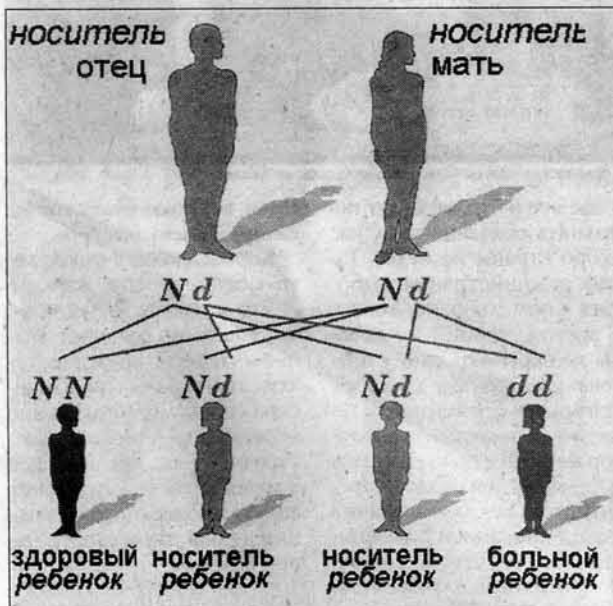 носитель отец
носитель мать
Nd
Nd
NN
Nd
Nd
dd
здоровый ребенок
носитель ребенок
носитель ребенок
больной ребенок